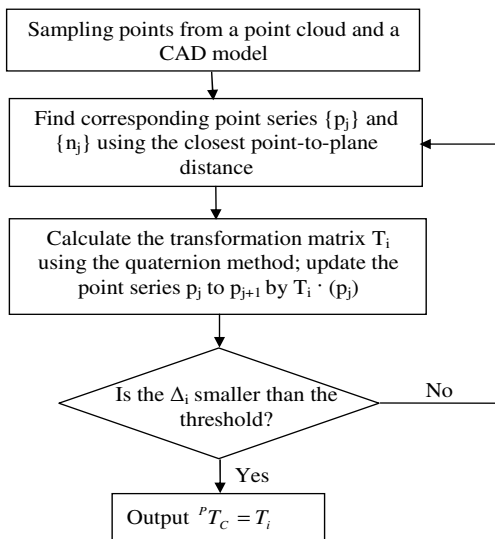 Sampling points from a point cloud and a
CAD model
Find corresponding point series {pj} and
{nj} using the closest point-to-plane
distance
Calculate the transformation matrix Ti
using the quaternion method; update the
point series pj to pj+1 by Ti · (pj)
Is the Δi smaller than the
threshold?
No
Yes
Output PTC = Ti